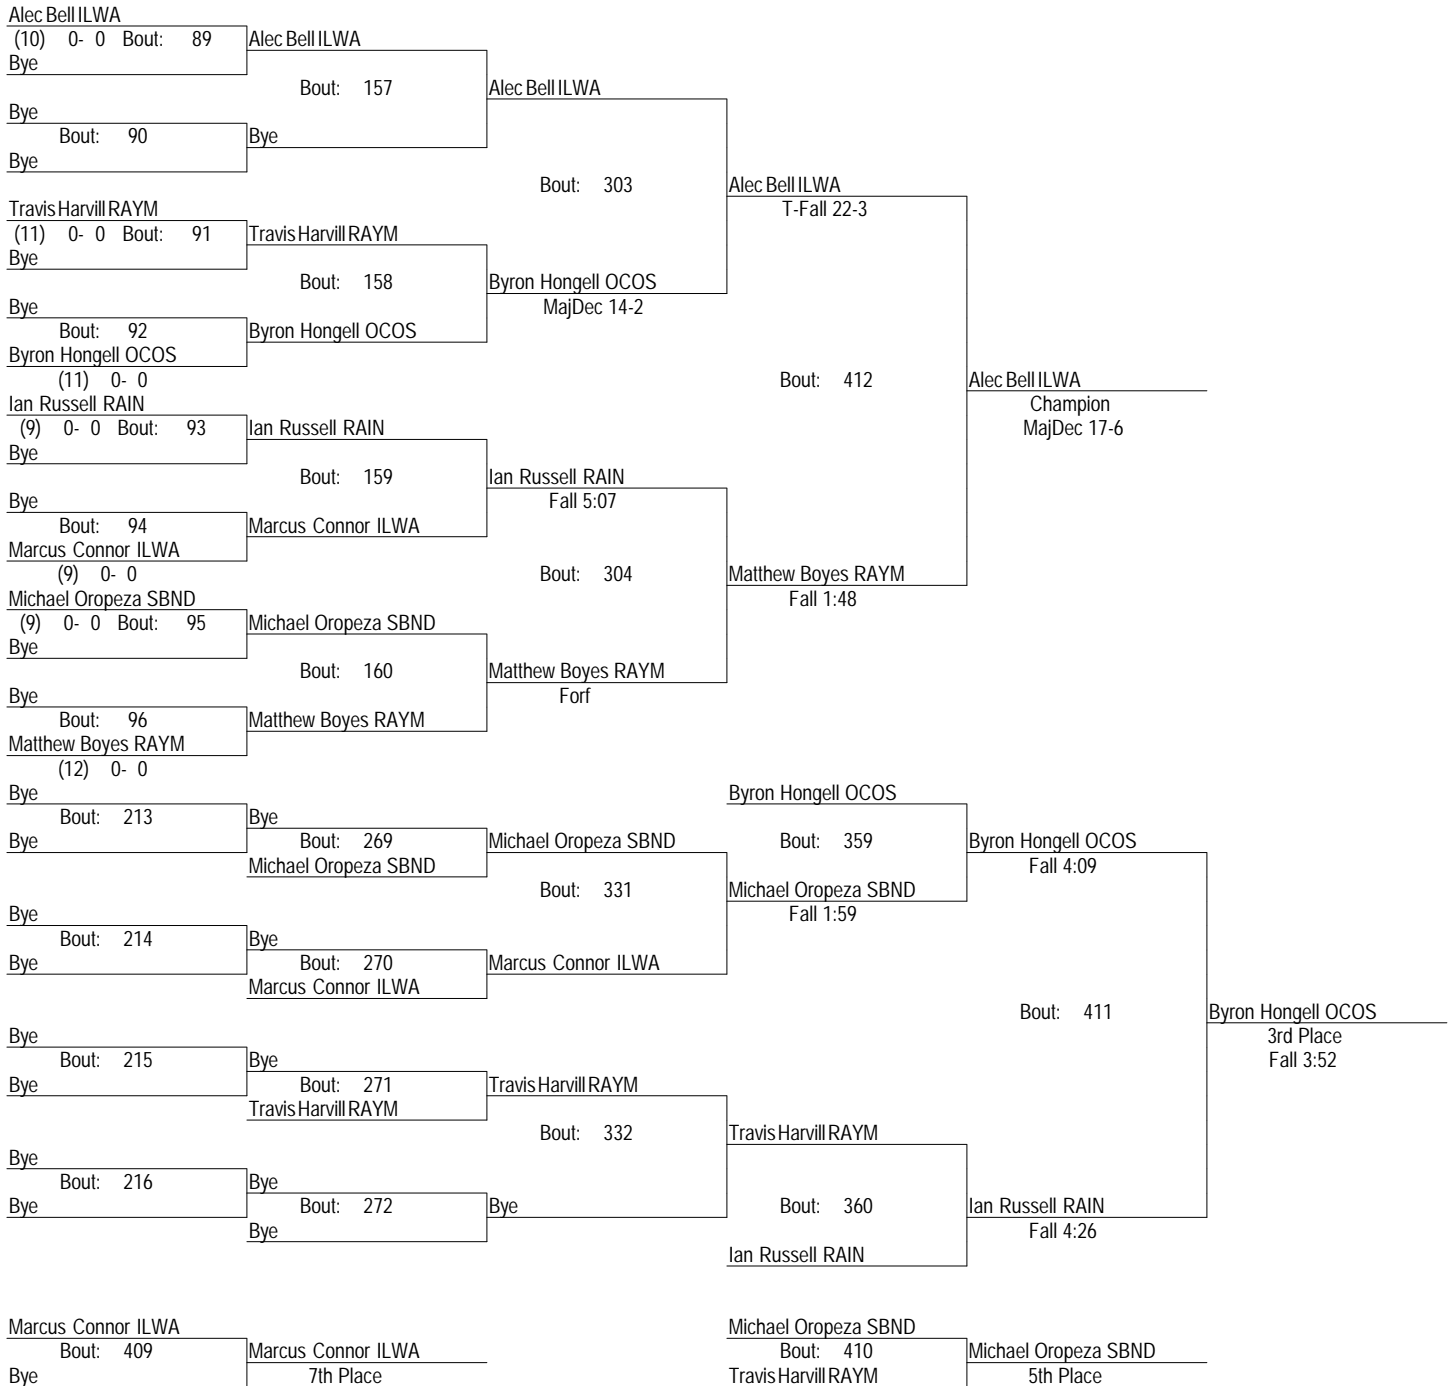 Alec Bell ILWA
(10) 0- 0 Bout: 89 Alec Bell ILWA
Bye
Bout: 157 Alec Bell ILWA
Bye
Bout: 90 Bye
Bye
Bout: 303 Alec Bell ILWA
Travis Harvill RAYM T-Fall 22-3
(11) 0- 0 Bout: 91 Travis Harvill RAYM
Bye
Bout: 158 Byron Hongell OCOS
Bye MajDec 14-2
Bout: 92 Byron Hongell OCOS
Byron Hongell OCOS
(11) 0- 0 Bout: 412 Alec Bell ILWA
Ian Russell RAIN Champion
(9) 0- 0 Bout: 93 Ian Russell RAIN MajDec 17-6
Bye
Bout: 159 Ian Russell RAIN
Bye Fall 5:07
Bout: 94 Marcus Connor ILWA
Marcus Connor ILWA
(9) 0- 0 Bout: 304 Matthew Boyes RAYM
Michael Oropeza SBND Fall 1:48
(9) 0- 0 Bout: 95 Michael Oropeza SBND
Bye
Bout: 160 Matthew Boyes RAYM
Bye Forf
Bout: 96 Matthew Boyes RAYM
Matthew Boyes RAYM
(12) 0- 0
Bye Byron Hongell OCOS
Bout: 213 Bye
Bye Bout: 269 Michael Oropeza SBND Bout: 359 Byron Hongell OCOS
Michael Oropeza SBND Fall 4:09
Bout: 331 Michael Oropeza SBND
Bye Fall 1:59
Bout: 214 Bye
Bye Bout: 270 Marcus Connor ILWA
Marcus Connor ILWA
Bout: 411 Byron Hongell OCOS
Bye 3rd Place
Bout: 215 Bye Fall 3:52
Bye Bout: 271 Travis Harvill RAYM
Travis Harvill RAYM
Bout: 332 Travis Harvill RAYM
Bye
Bout: 216 Bye
Bye Bout: 272 Bye Bout: 360 Ian Russell RAIN
Bye Fall 4:26
Ian Russell RAIN
Marcus Connor ILWA Michael Oropeza SBND
Bout: 409 Marcus Connor ILWA Bout: 410 Michael Oropeza SBND
Bye 7th Place Travis Harvill RAYM 5th Place